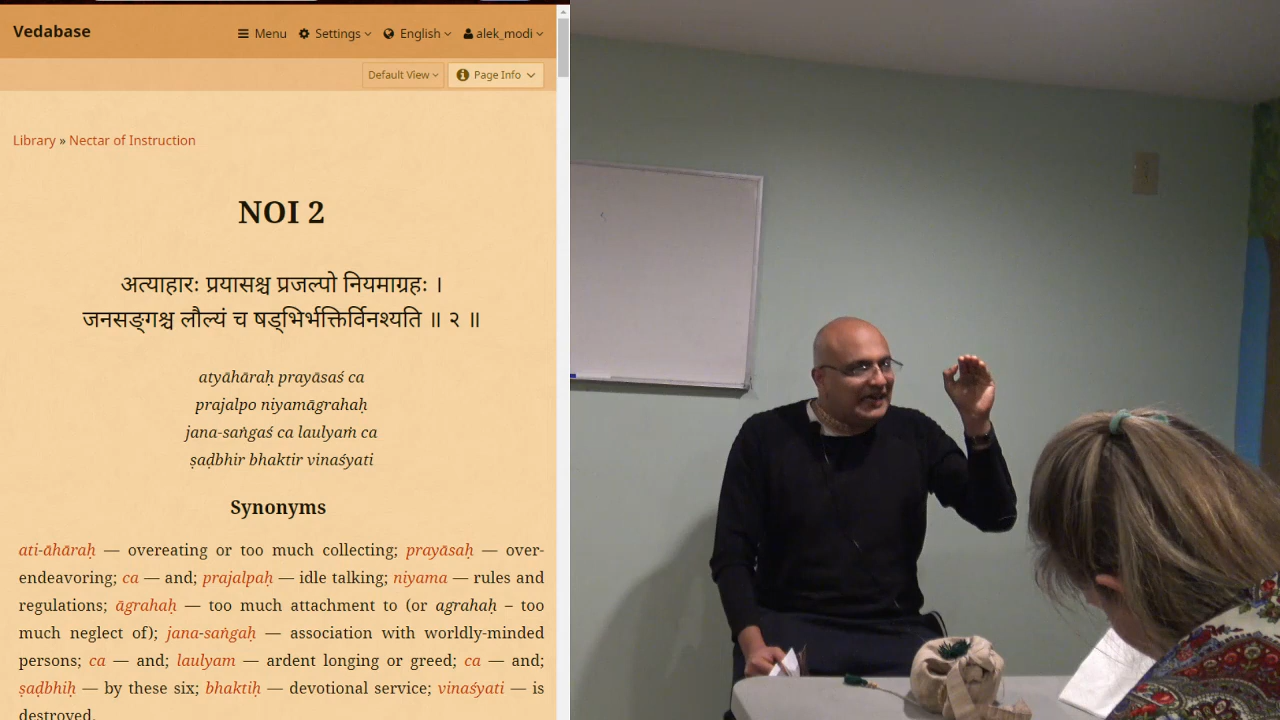 Vedabase
Menu Settings English alek_modi
Default View Page Info
Library » Nectar of Instruction
NOI 2
अत्याहारः प्रयासश्च प्रजल्पो नियमाग्रहः ।
जनसङ्गश्च लौल्यं च षड्‌भिर्भक्तिर्विनश्यति ॥ २ ॥
atyāhāraḥ prayāsaś ca
prajalpo niyamāgrahaḥ
jana-saṅgaś ca laulyaṁ ca
ṣaḍbhir bhaktir vinaśyati
Synonyms
ati-āhāraḥ — overeating or too much collecting; prayāsaḥ — over-
endeavoring; ca — and; prajalpaḥ — idle talking; niyama — rules and
regulations; āgrahaḥ — too much attachment to (or agrahaḥ – too
much neglect of); jana-saṅgaḥ — association with worldly-minded
persons; ca — and; laulyam — ardent longing or greed; ca — and;
ṣaḍbhiḥ — by these six; bhaktiḥ — devotional service; vinaśyati — is
destroyed.